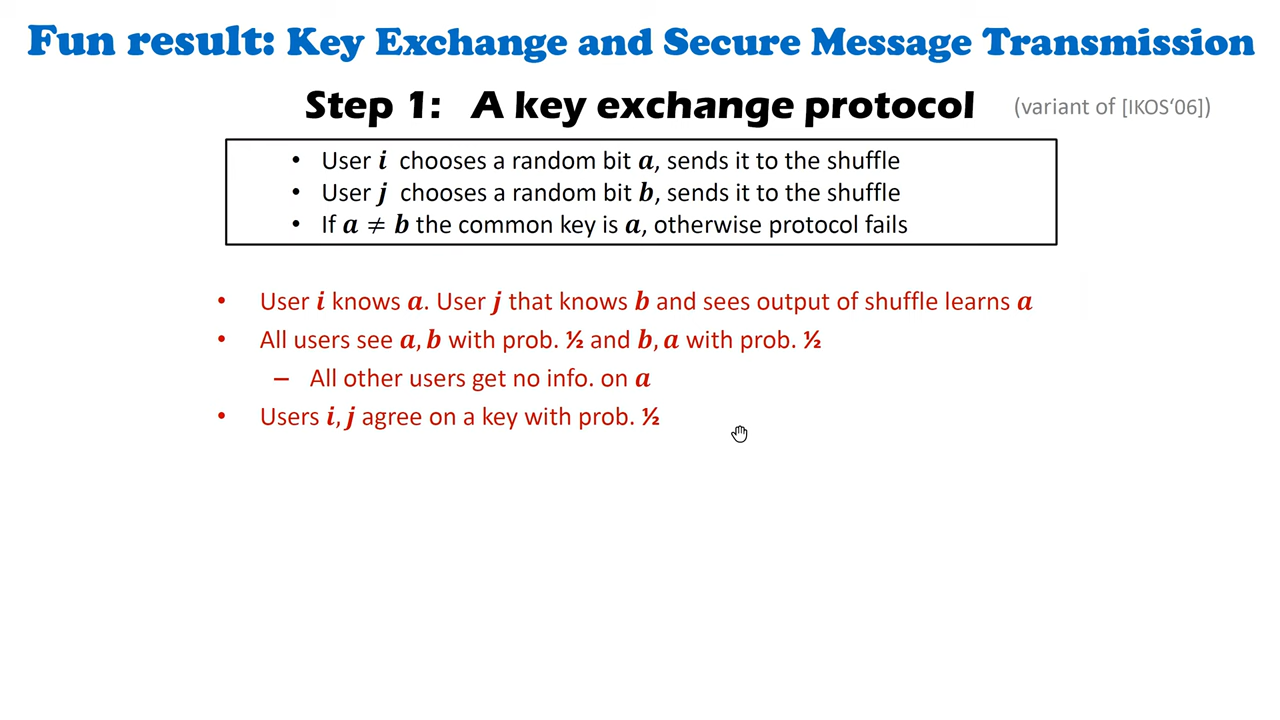 Fun result: Key Exchange and Secure Message Transmission
Step 1: A key exchange protocol (variant of [IKOS‘06])
• User i chooses a random bit a, sends it to the shuffle
• User j chooses a random bit b, sends it to the shuffle
• If a ≠ b the common key is a, otherwise protocol fails
• User i knows a. User j that knows b and sees output of shuffle learns a
• All users see a, b with prob. ½ and b, a with prob. ½
– All other users get no info. on a
• Users i, j agree on a key with prob. ½